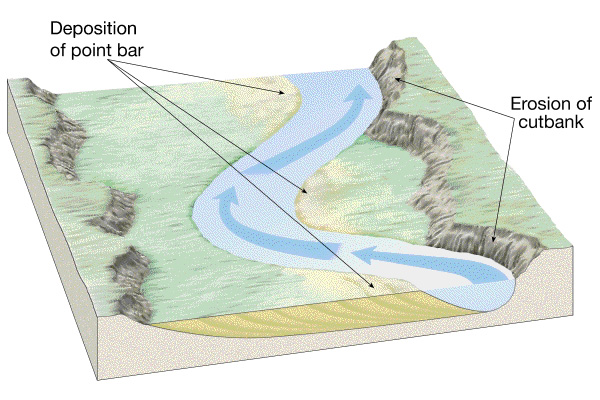 Deposition
of point bar
Erosion of
cutbank